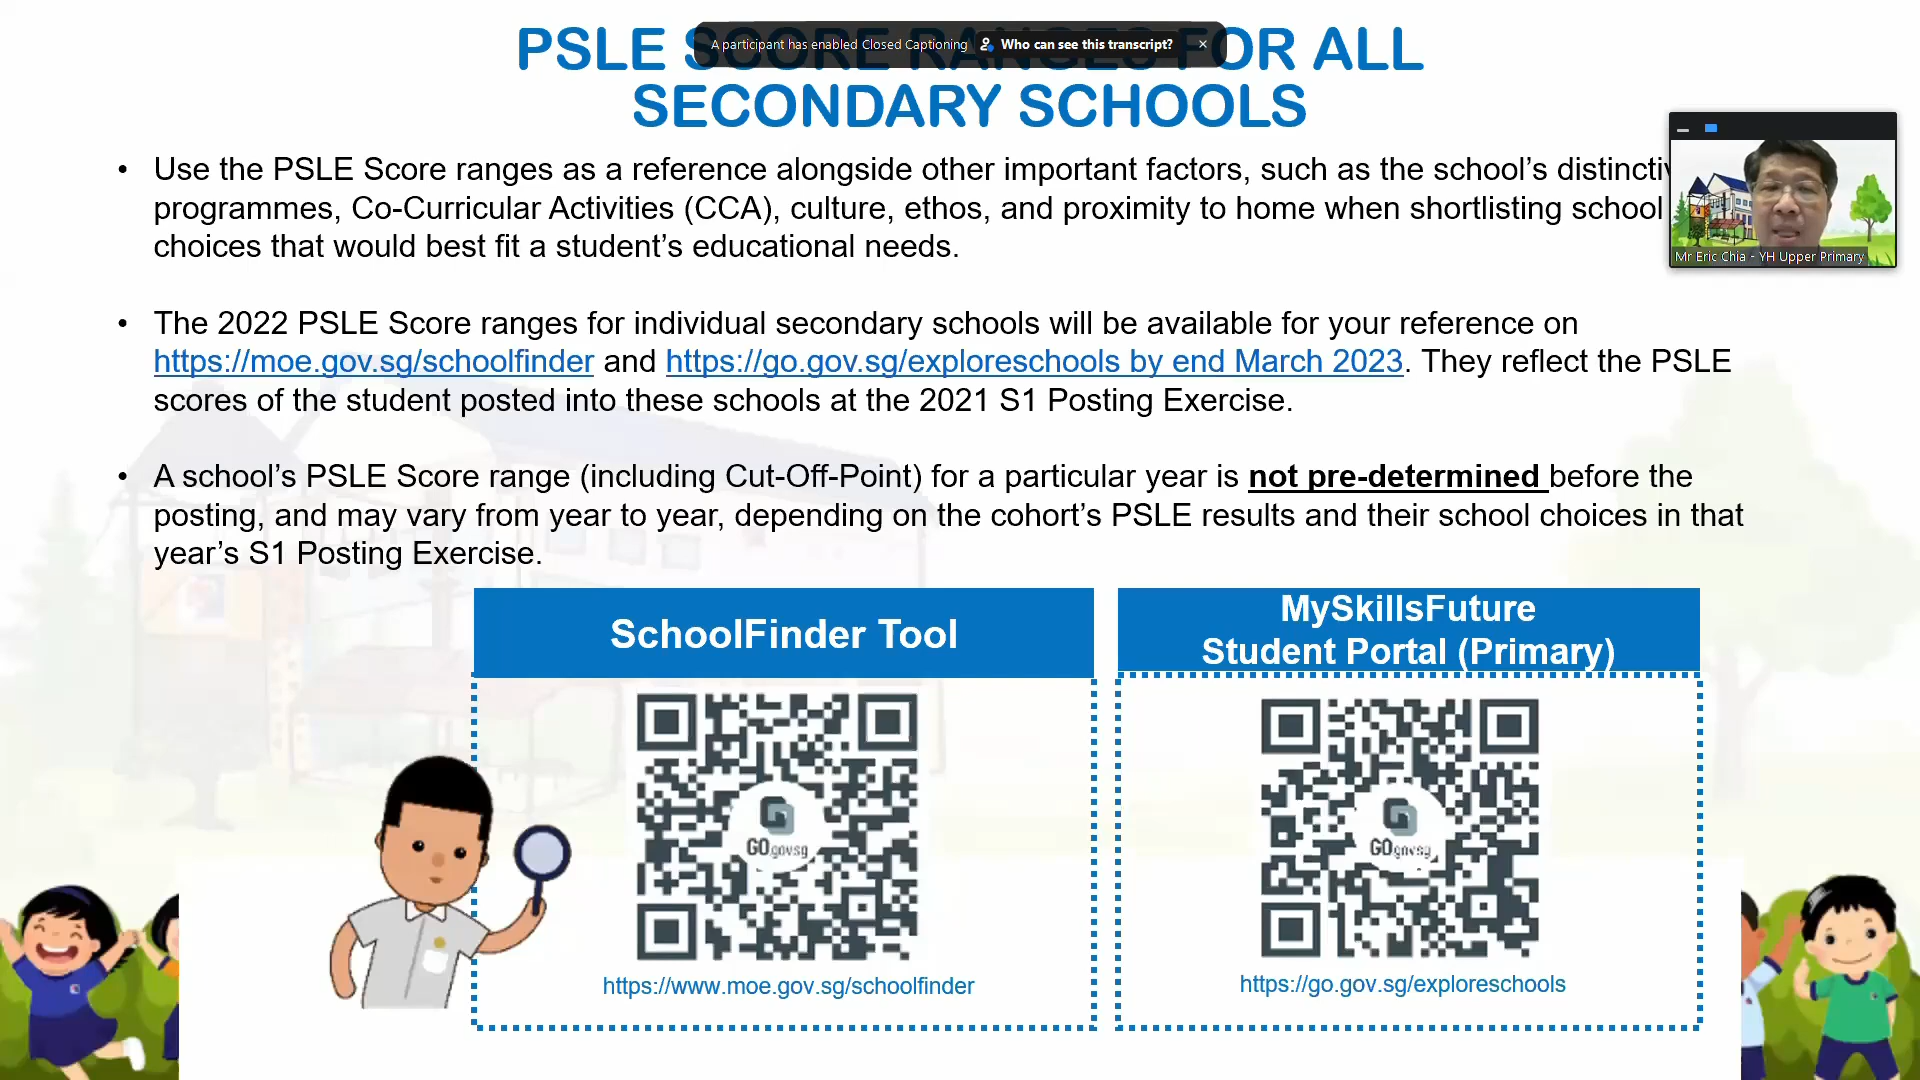 PSLE S
A participant has enabled Closed Captioning Who can see this transcript?
OR ALL
SECONDARY SCHOOLS
• Use the PSLE Score ranges as a reference alongside other important factors, such as the school’s
programmes, Co-Curricular Activities (CCA), culture, ethos, and proximity to home when shortlisting school
choices that would best fit a student’s educational needs.
Mr Eric Chia - YH Upper Primary
• The 2022 PSLE Score ranges for individual secondary schools will be available for your reference on
https://moe.gov.sg/schoolfinder and https://go.gov.sg/exploreschools by end March 2023. They reflect the PSLE
scores of the student posted into these schools at the 2021 S1 Posting Exercise.
• A school’s PSLE Score range (including Cut-Off-Point) for a particular year is not pre-determined before the
posting, and may vary from year to year, depending on the cohort’s PSLE results and their school choices in that
year’s S1 Posting Exercise.
SchoolFinder Tool
MySkillsFuture
Student Portal (Primary)
GO.gov.sg
GO.gov.sg
https://www.moe.gov.sg/schoolfinder
https://go.gov.sg/exploreschools